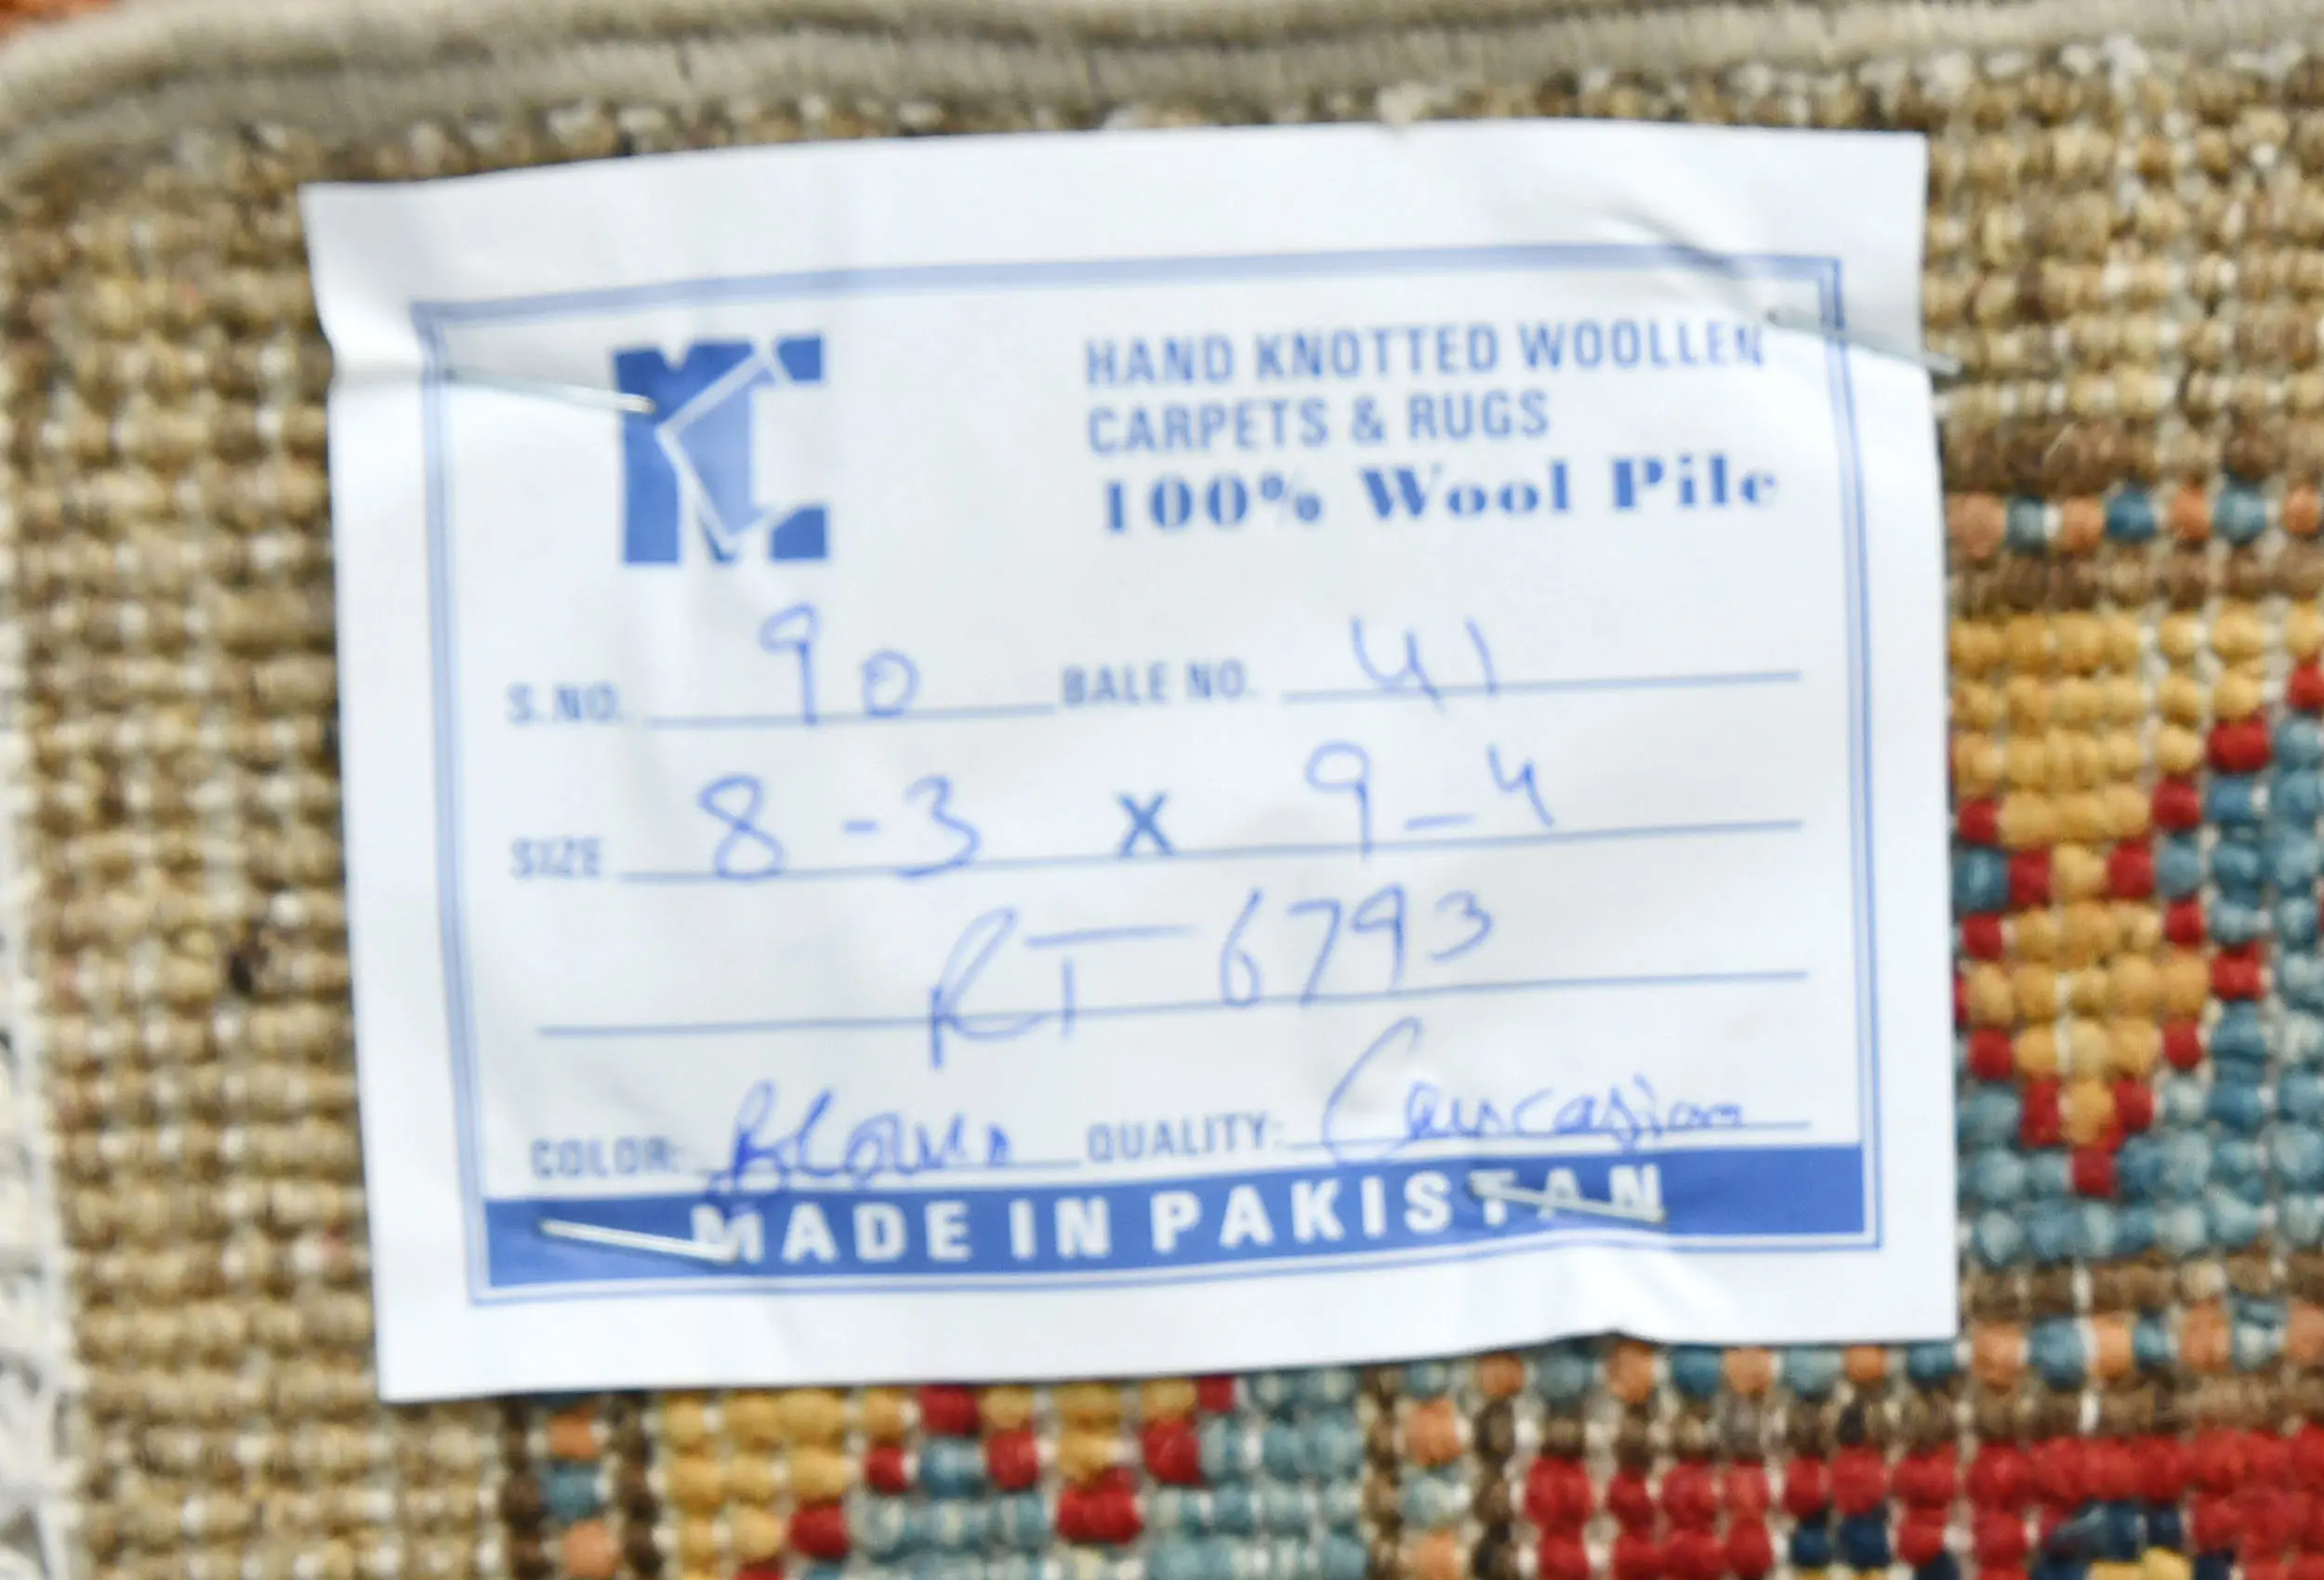 KC
HAND KNOTTED WOOLLEN
CARPETS & RUGS
100% Wool Pile
S.NO. 90 BALE NO. 41
SIZE 8-3 X 9-4
RT 6793
COLOR: QUALITY: Caucasian
MADE IN PAKISTAN